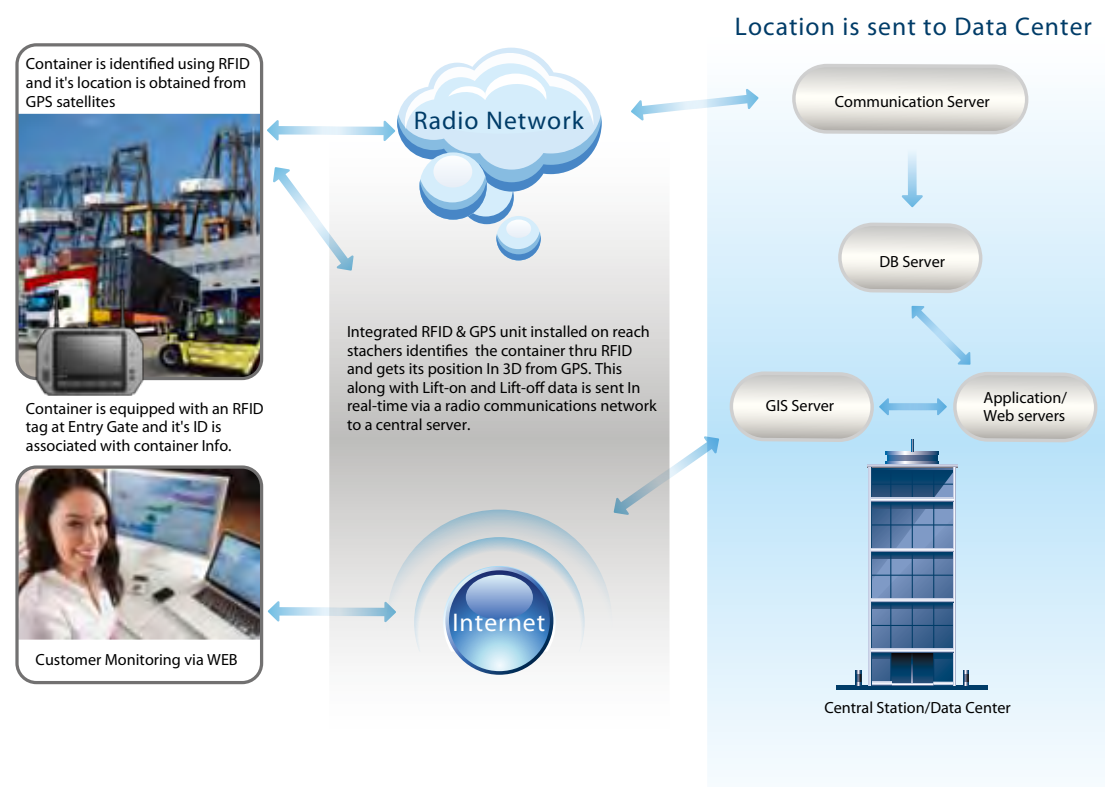 Location is sent to Data Center
Container is identified using RFID
and it's location is obtained from
GPS satellites
Radio Network
Communication Server
DB Server
Integrated RFID & GPS unit installed on reach
stachers identifies the container thru RFID
and gets its position In 3D from GPS. This
along with Lift-on and Lift-off data is sent In
real-time via a radio communications network
to a central server.
GIS Server
Application/
Web servers
Container is equipped with an RFID
tag at Entry Gate and it's ID is
associated with container Info.
Internet
Customer Monitoring via WEB
Central Station/Data Center